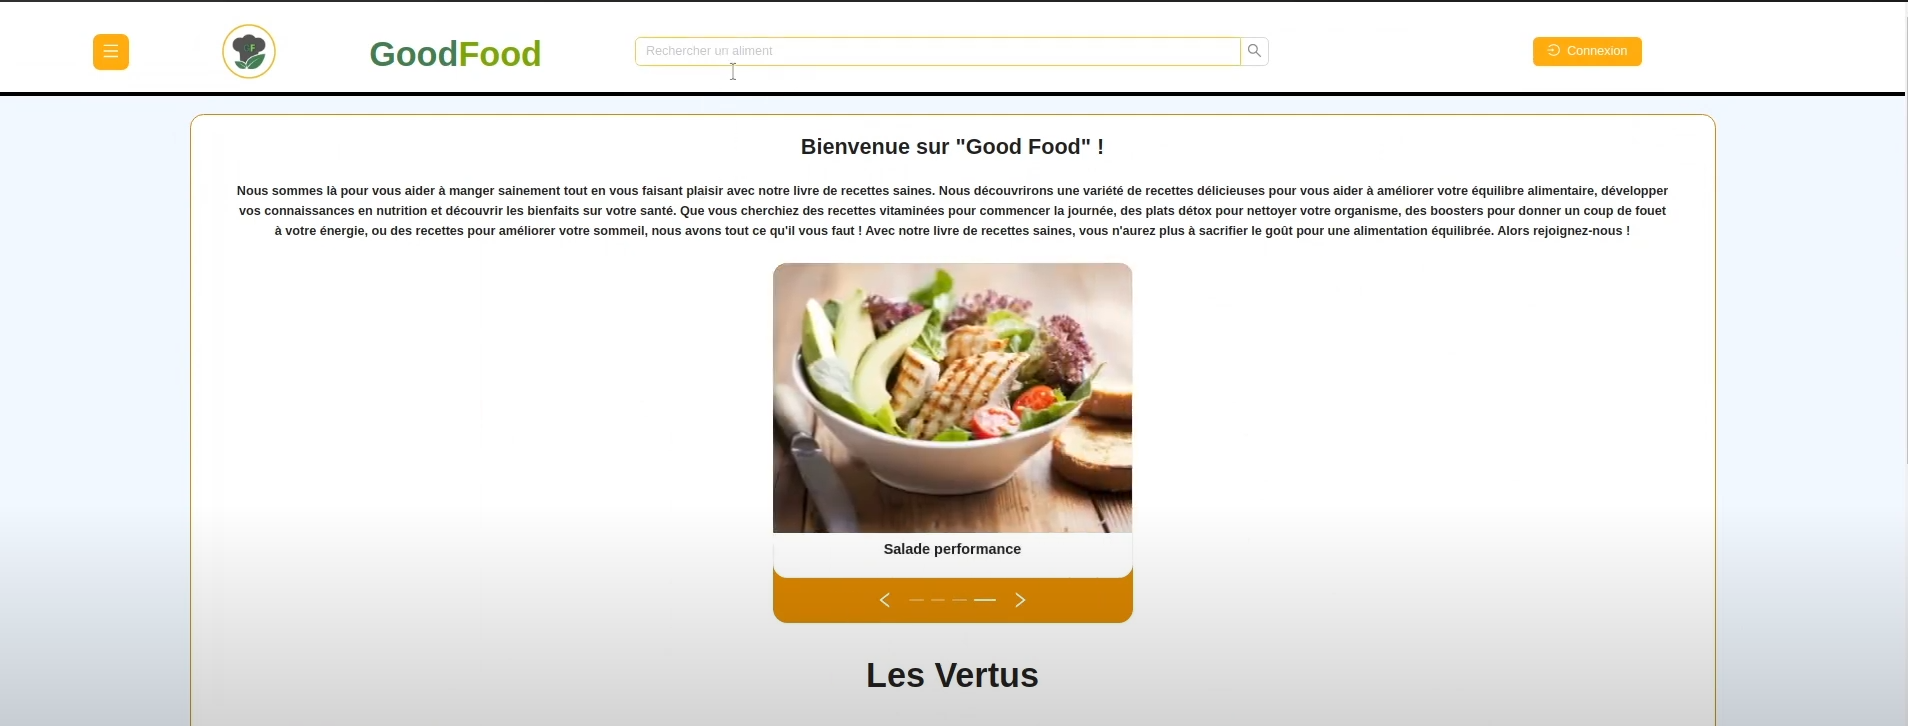 GF
GoodFood
Rechercher un aliment
Connexion
Bienvenue sur "Good Food" !
Nous sommes là pour vous aider à manger sainement tout en vous faisant plaisir avec notre livre de recettes saines. Nous découvrirons une variété de recettes délicieuses pour vous aider à améliorer votre équilibre alimentaire, développer
vos connaissances en nutrition et découvrir les bienfaits sur votre santé. Que vous cherchiez des recettes vitaminées pour commencer la journée, des plats détox pour nettoyer votre organisme, des boosters pour donner un coup de fouet
à votre énergie, ou des recettes pour améliorer votre sommeil, nous avons tout ce qu'il vous faut ! Avec notre livre de recettes saines, vous n'aurez plus à sacrifier le goût pour une alimentation équilibrée. Alors rejoignez-nous !
Salade performance
Les Vertus